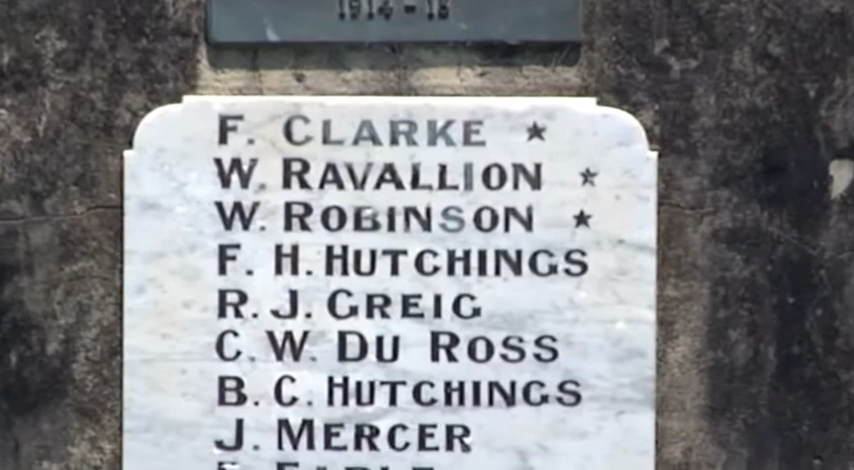 1914 - 18
F. CLARKE ★
W. RAVALLION ★
W. ROBINSON ★
F. H. HUTCHINGS
R. J. GREIG
C. W. DU ROSS
B. C. HUTCHINGS
J. MERCER